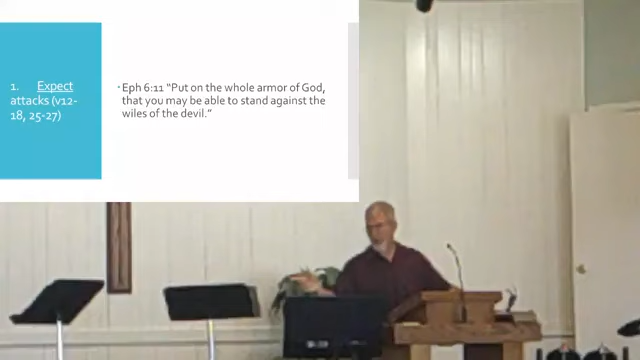 1. Expect
attacks (v12-
18, 25-27)
Eph 6:11 “Put on the whole armor of God,
that you may be able to stand against the
wiles of the devil.”